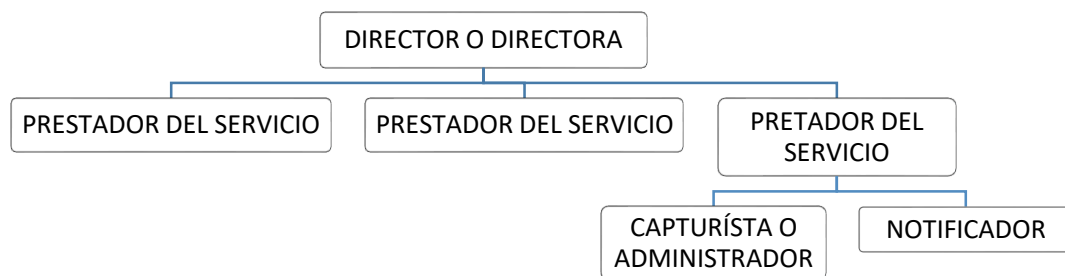 DIRECTOR O DIRECTORA
PRESTADOR DEL SERVICIO
PRESTADOR DEL SERVICIO
PRETADOR DEL
SERVICIO
CAPTURÍSTA O
ADMINISTRADOR
NOTIFICADOR